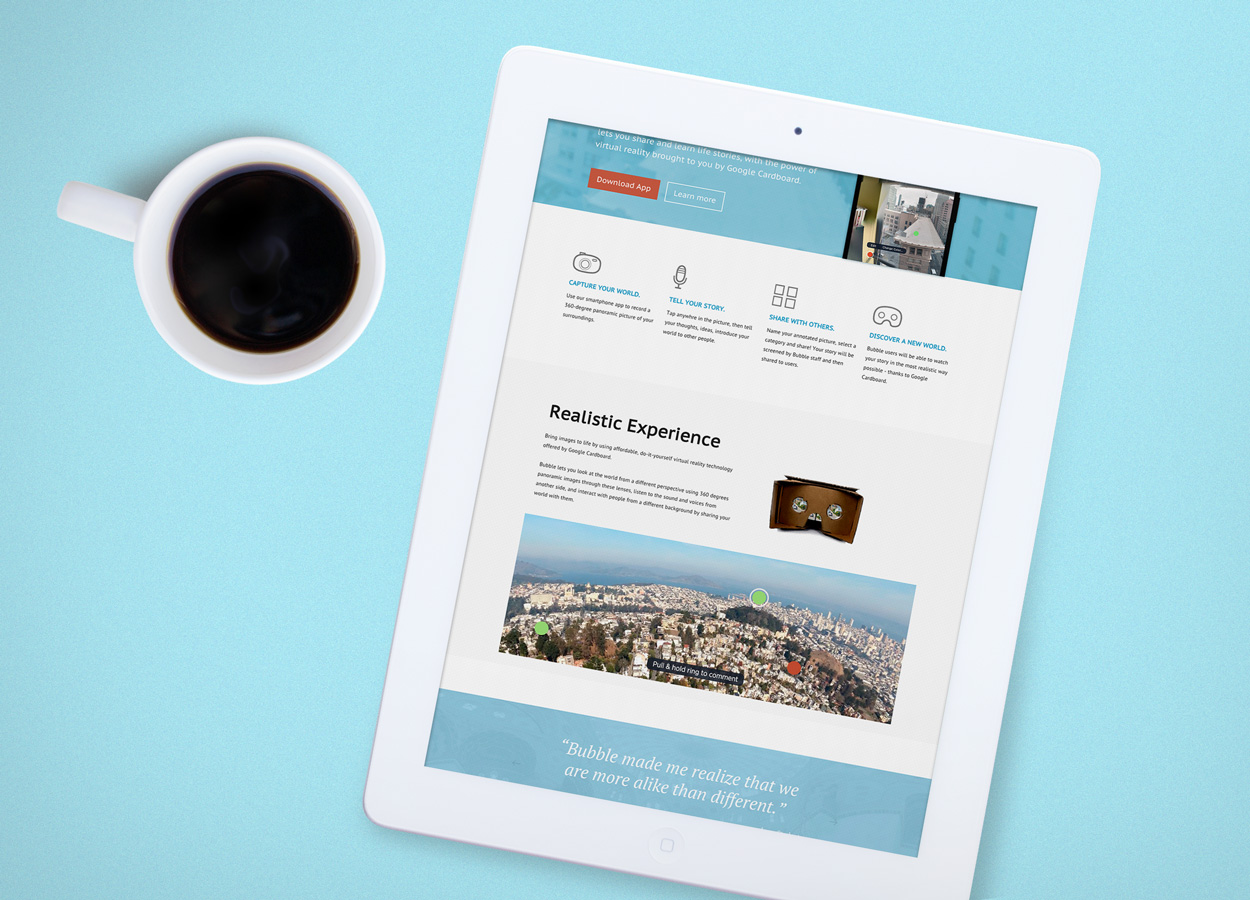 lets you share and learn life stories, with the power of
virtual reality brought to you by Google Cardboard.
Download App
Learn more
CAPTURE YOUR WORLD.
Use our smartphone app to record a
360-degree panoramic picture of your
surroundings.
TELL YOUR STORY.
Tap anywhre in the picture, then tell
your thoughts, ideas, introduce your
world to other people.
SHARE WITH OTHERS.
Name your annotated picture, select a
category and share! Your story will be
screened by Bubble staff and then
shared to users.
DISCOVER A NEW WORLD.
Bubble users will be able to watch
your story in the most realistic way
possible - thanks to Google
Cardboard.
Realistic Experience
Bring images to life by using affordable, do-it-yourself virtual reality technology
offered by Google Cardboard.
Bubble lets you look at the world from a different perspective using 360 degrees
panoramic images through these lenses, listen to the sound and voices from
another side, and interact with people from a different background by sharing your
world with them.
Pull & hold ring to comment
“Bubble made me realize that we
are more alike than different.”